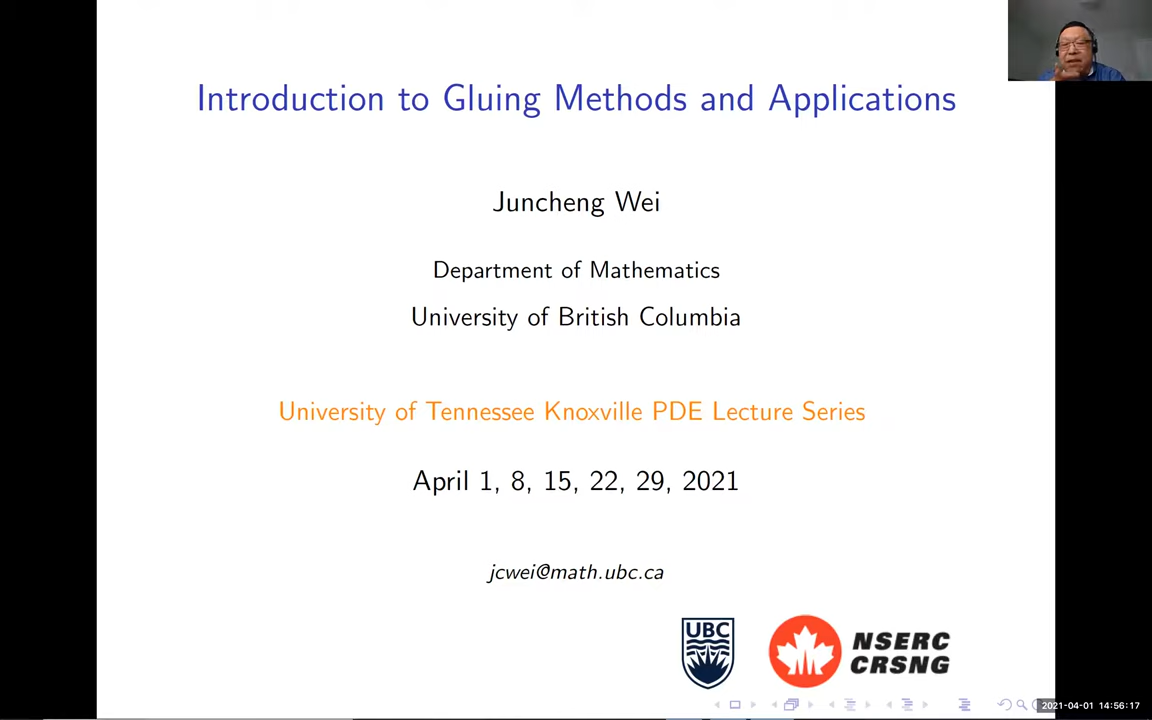 Introduction to Gluing Methods and Applications
Juncheng Wei
Department of Mathematics
University of British Columbia
University of Tennessee Knoxville PDE Lecture Series
April 1, 8, 15, 22, 29, 2021
jcwei@math.ubc.ca
UBC
NSERC
CRSNG
2021-04-01 14:56:17